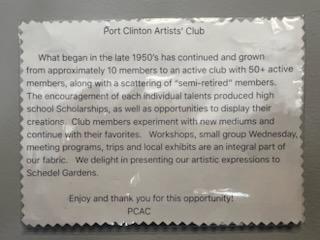 Port Clinton Artists' Club
What began in the late 1950's has continued and grown
from approximately 10 members to an active club with 50+ active
members, along with a scattering of "semi-retired" members.
The encouragement of each individual talents produced high
school Scholarships, as well as opportunities to display their
creations. Club members experiment with new mediums and
continue with their favorites. Workshops, small group Wednesday,
meeting programs, trips and local exhibits are an integral part of
our fabric. We delight in presenting our artistic expressions to
Schedel Gardens.
Enjoy and thank you for this opportunity!
PCAC